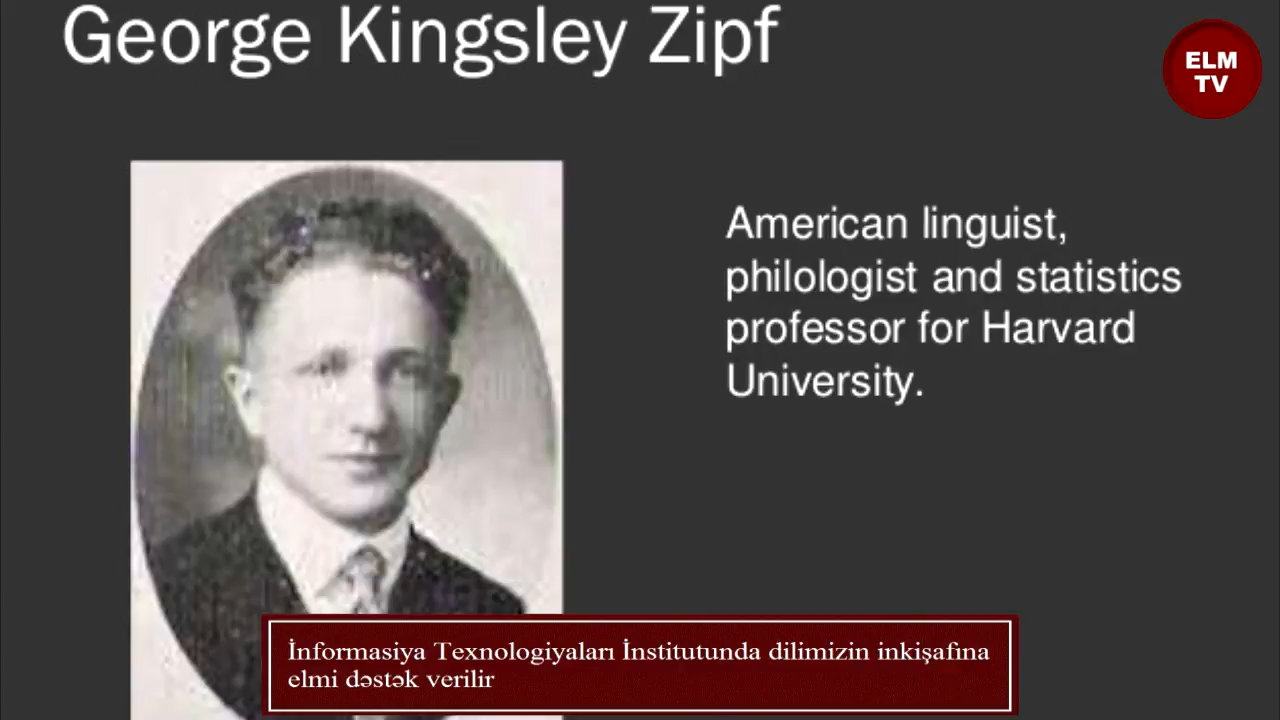 George Kingsley Zipf
ELM
TV
American linguist,
philologist and statistics
professor for Harvard
University.
İnformasiya Texnologiyaları İnstitutunda dilimizin inkişafına
elmi dəstək verilir